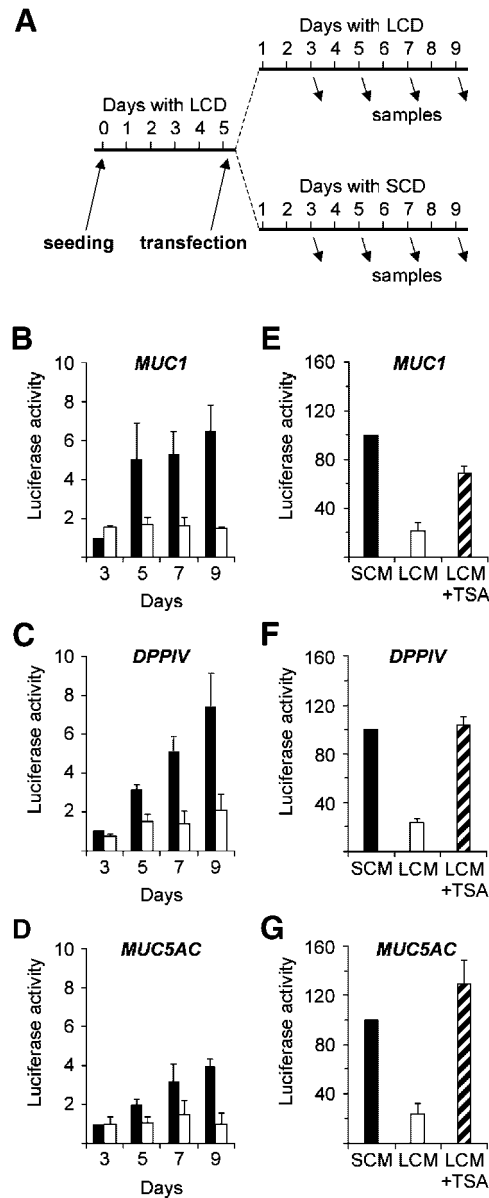 A
Days with LCD
1 2 3 4 5 6 7 8 9
samples
Days with LCD
0 1 2 3 4 5
seeding
transfection
Days with SCD
1 2 3 4 5 6 7 8 9
samples
B
MUC1
Luciferase activity
10
8
6
4
2
3 5 7 9
Days
E
MUC1
Luciferase activity
160
120
80
40
SCM LCM LCM
+TSA
C
DPPIV
Luciferase activity
10
8
6
4
2
3 5 7 9
Days
F
DPPIV
Luciferase activity
160
120
80
40
SCM LCM LCM
+TSA
D
MUC5AC
Luciferase activity
10
8
6
4
2
3 5 7 9
Days
G
MUC5AC
Luciferase activity
160
120
80
40
SCM LCM LCM
+TSA